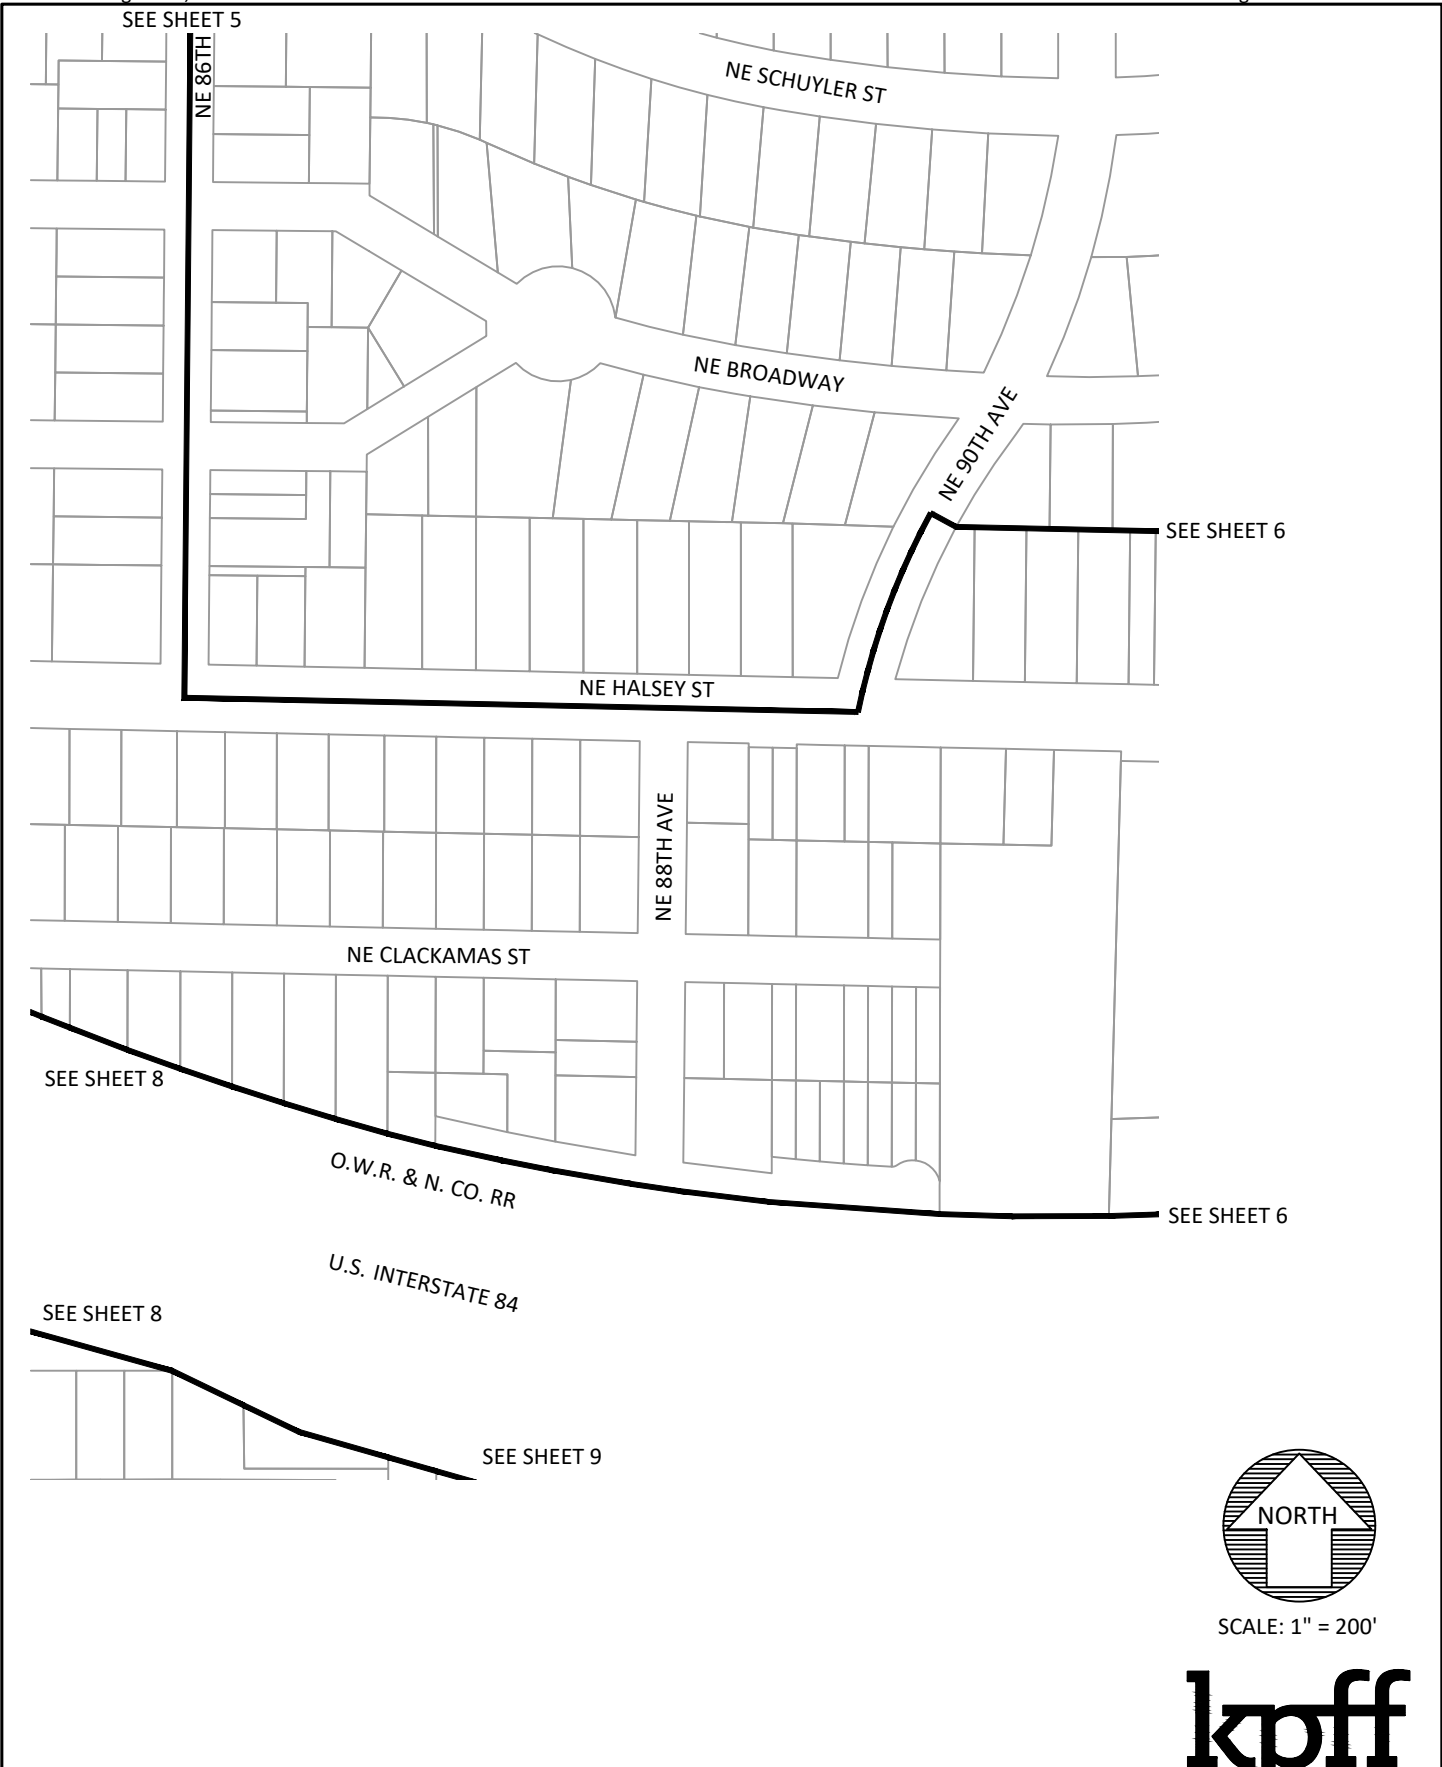 SEE SHEET 5
NE 86TH
NE SCHUYLER ST
NE BROADWAY
NE 90TH AVE
SEE SHEET 6
NE HALSEY ST
NE 88TH AVE
NE CLACKAMAS ST
SEE SHEET 8
O.W.R. & N. CO. RR
SEE SHEET 6
U.S. INTERSTATE 84
SEE SHEET 8
SEE SHEET 9
NORTH
SCALE: 1" = 200'
kpff